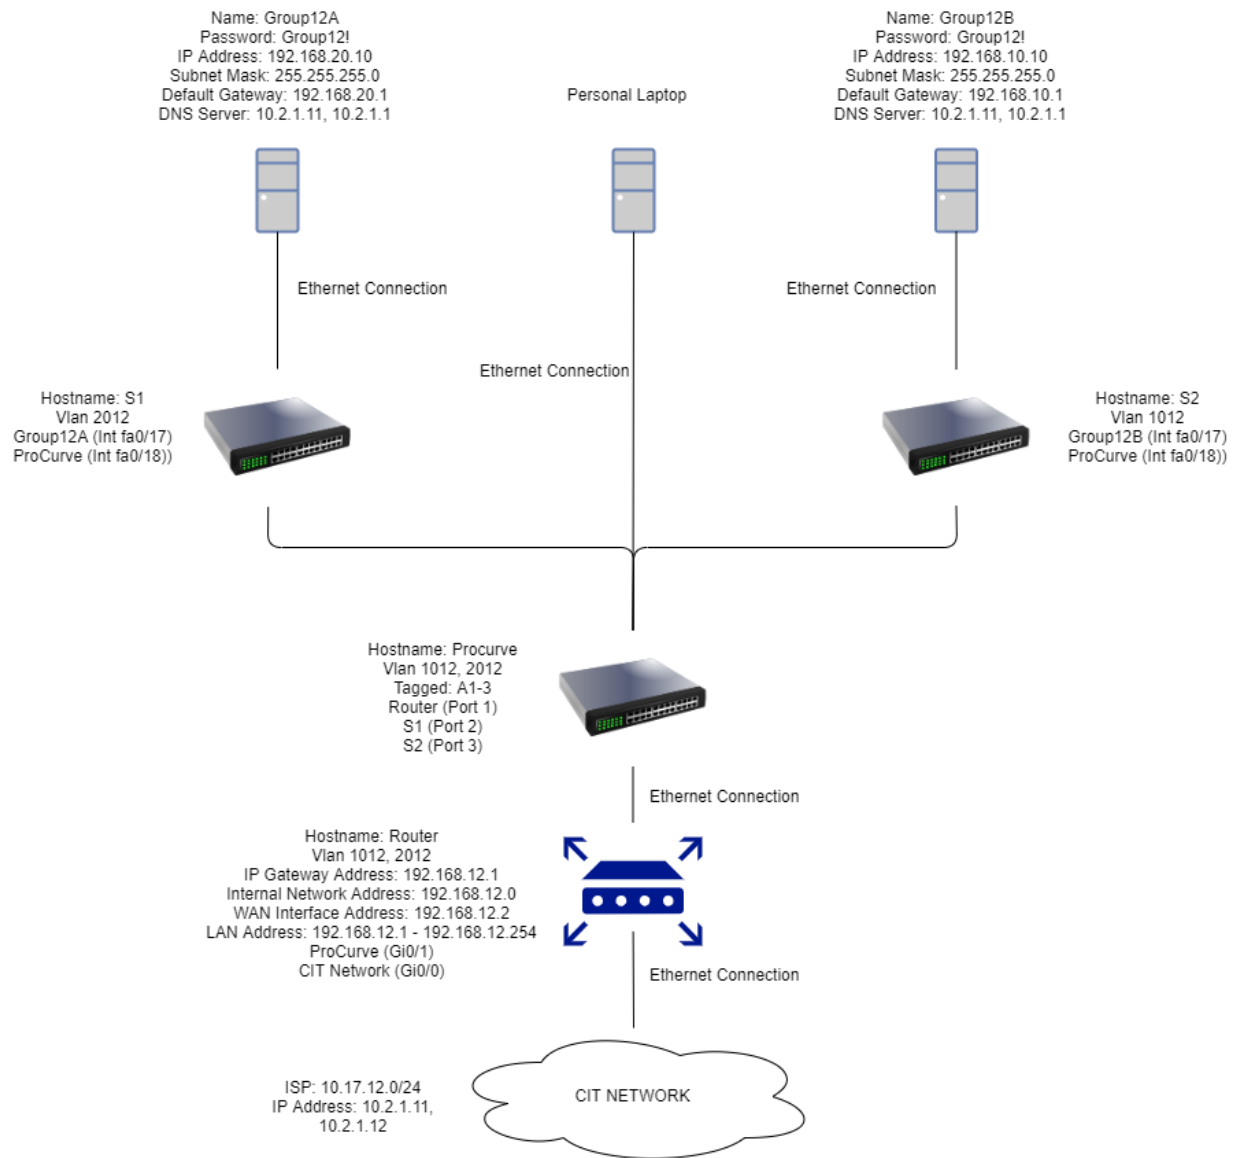 Name: Group12A
Password: Group12!
IP Address: 192.168.20.10
Subnet Mask: 255.255.255.0
Default Gateway: 192.168.20.1
DNS Server: 10.2.1.11, 10.2.1.1
Personal Laptop
Name: Group12B
Password: Group12!
IP Address: 192.168.10.10
Subnet Mask: 255.255.255.0
Default Gateway: 192.168.10.1
DNS Server: 10.2.1.11, 10.2.1.1
Ethernet Connection
Ethernet Connection
Ethernet Connection
Hostname: S1
Vlan 2012
Group12A (Int fa0/17)
ProCurve (Int fa0/18))
Hostname: S2
Vlan 1012
Group12B (Int fa0/17)
ProCurve (Int fa0/18))
Hostname: Procurve
Vlan 1012, 2012
Tagged: A1-3
Router (Port 1)
S1 (Port 2)
S2 (Port 3)
Ethernet Connection
Hostname: Router
Vlan 1012, 2012
IP Gateway Address: 192.168.12.1
Internal Network Address: 192.168.12.0
WAN Interface Address: 192.168.12.2
LAN Address: 192.168.12.1 - 192.168.12.254
ProCurve (Gi0/1)
CIT Network (Gi0/0)
Ethernet Connection
ISP: 10.17.12.0/24
IP Address: 10.2.1.11,
10.2.1.12
CIT NETWORK